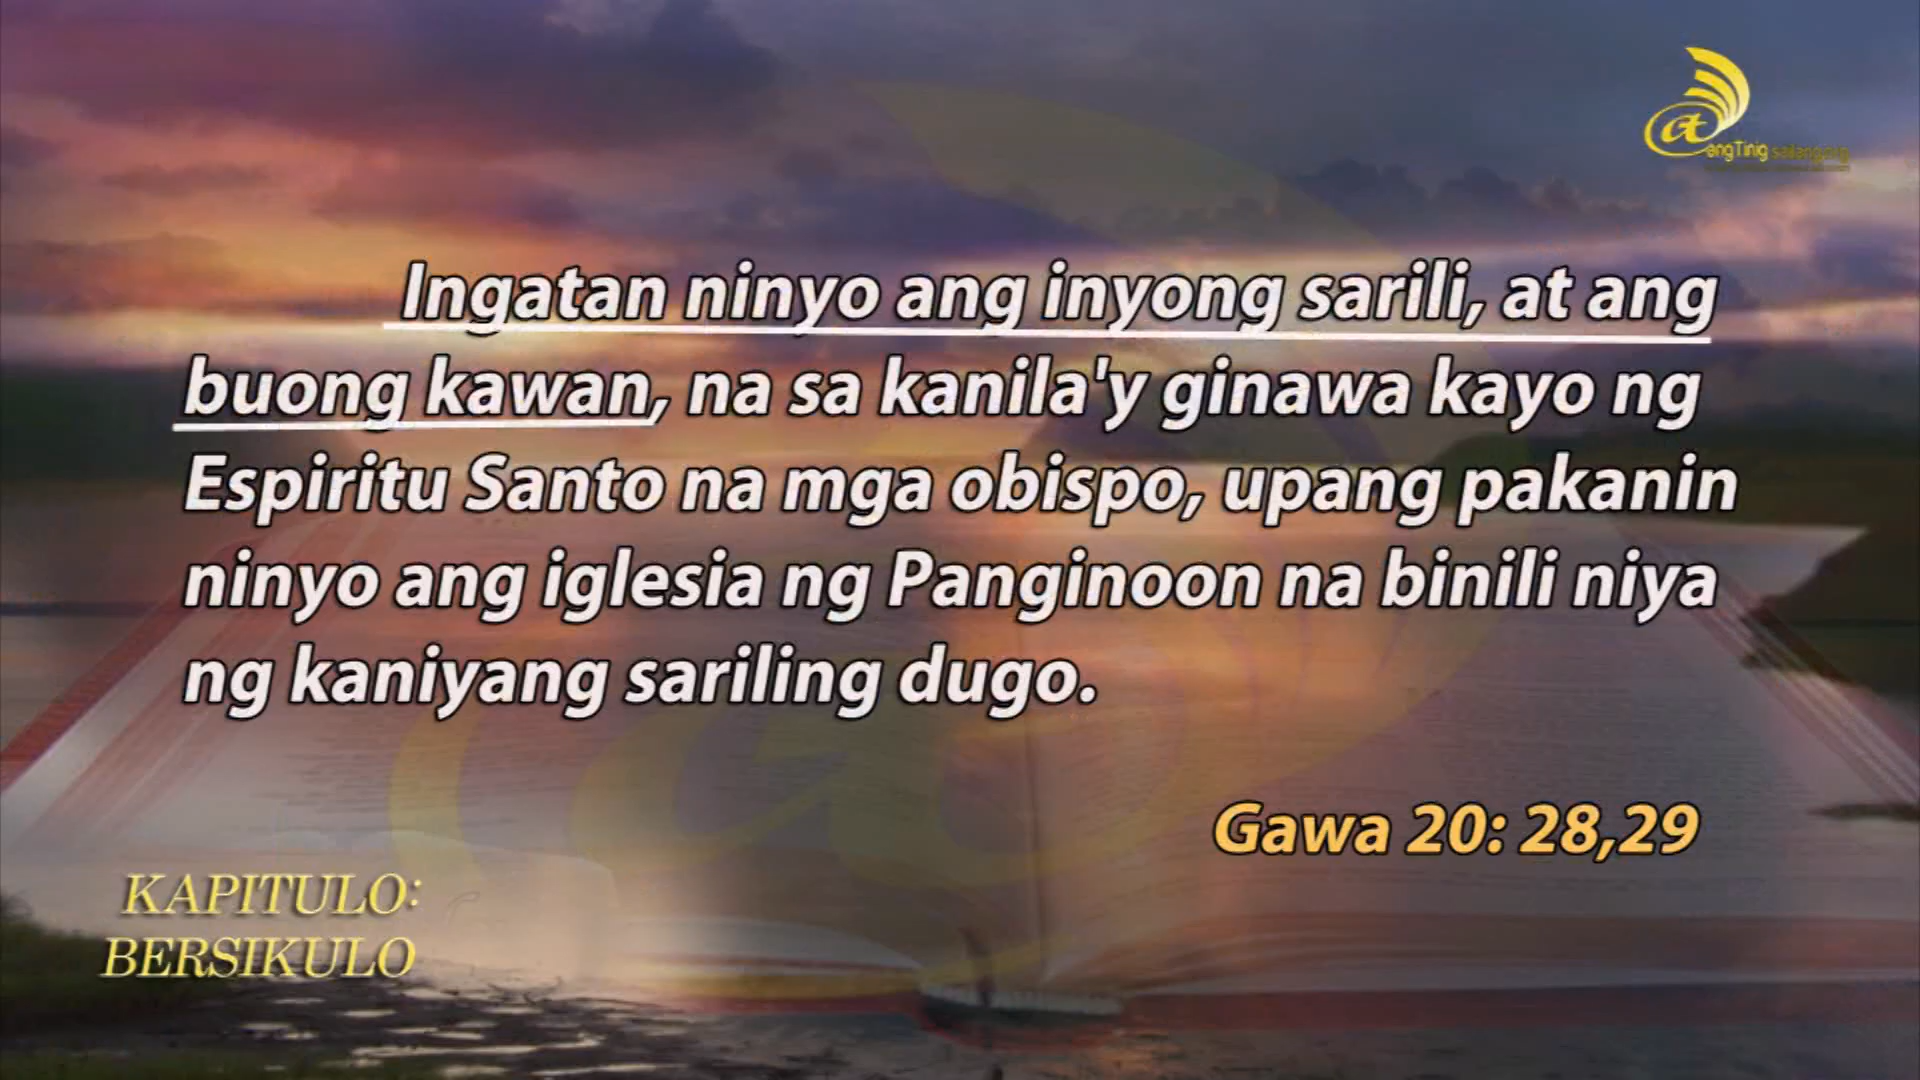 angTinig
Ingatan ninyo ang inyong sarili, at ang
buong kawan, na sa kanila'y ginawa kayo ng
Espiritu Santo na mga obispo, upang pakanin
ninyo ang iglesia ng Panginoon na binili niya
ng kaniyang sariling dugo.
Gawa 20: 28,29
KAPITULO:
BERSIKULO